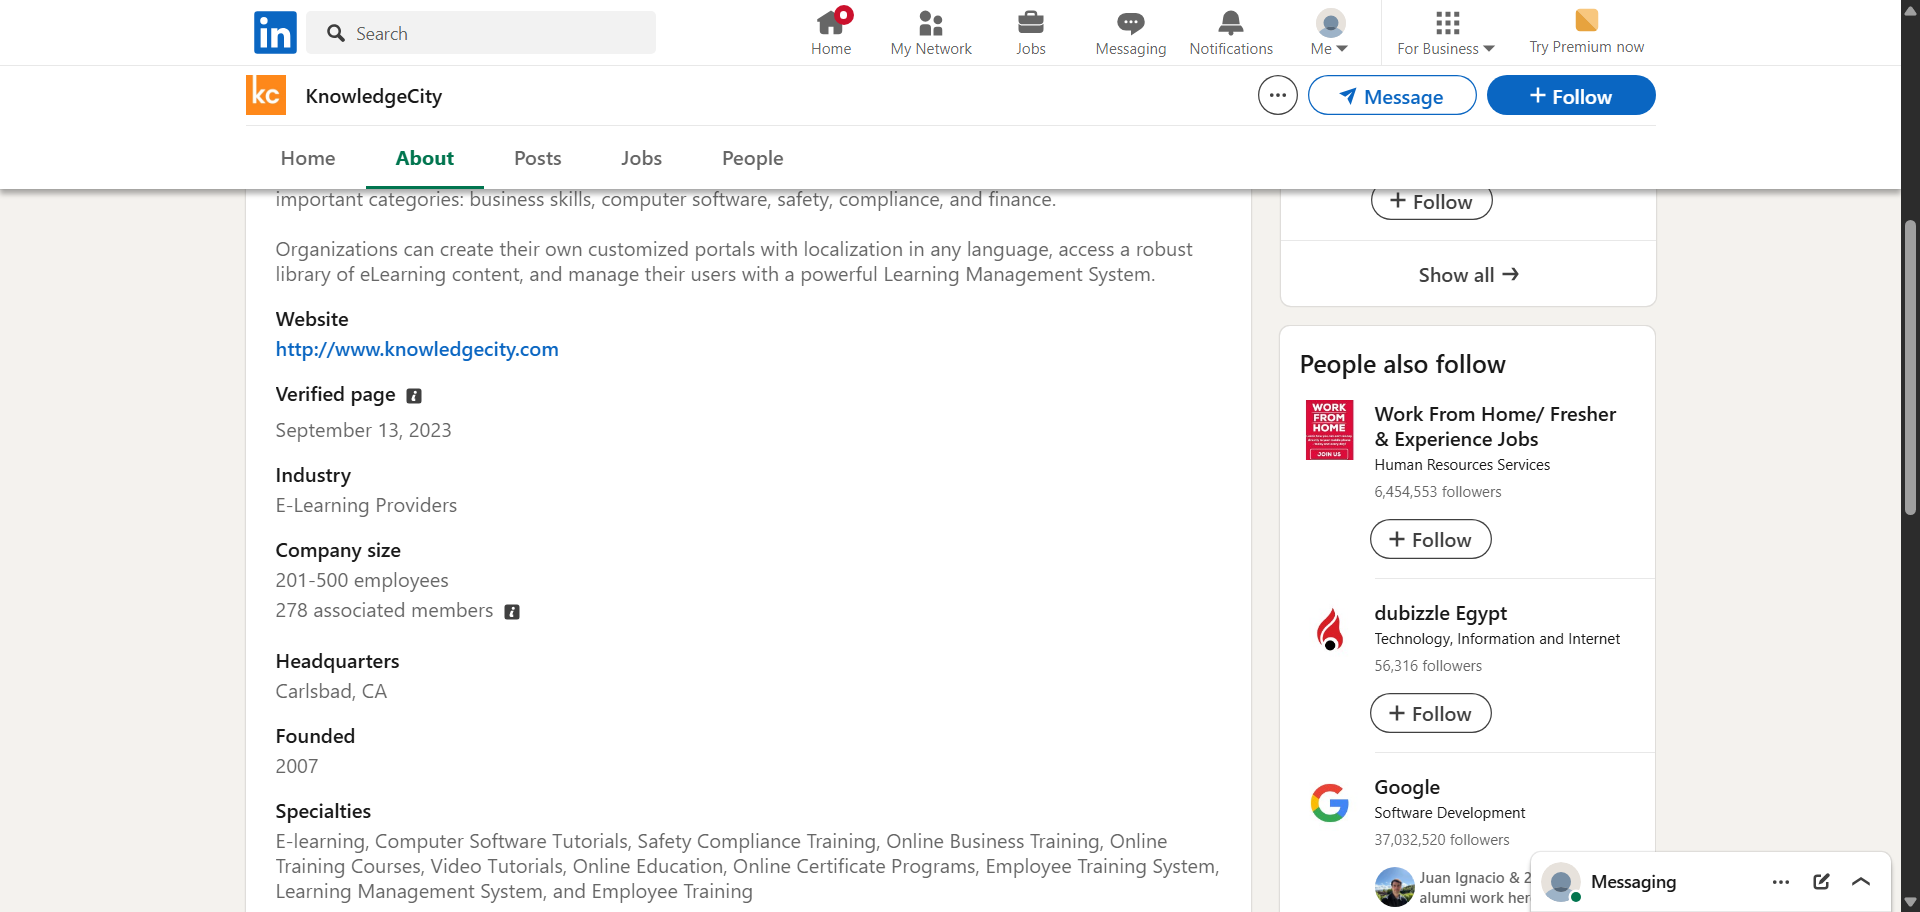 in
Search
Home
My Network
Jobs
Messaging
Notifications
Me
For Business
Try Premium now
kc
KnowledgeCity
Message
Follow
Home
About
Posts
Jobs
People
important categories: business skills, computer software, safety, compliance, and finance.
Organizations can create their own customized portals with localization in any language, access a robust
library of eLearning content, and manage their users with a powerful Learning Management System.
Website
http://www.knowledgecity.com
Verified page
September 13, 2023
Industry
E-Learning Providers
Company size
201-500 employees
278 associated members
Headquarters
Carlsbad, CA
Founded
2007
Specialties
E-learning, Computer Software Tutorials, Safety Compliance Training, Online Business Training, Online
Training Courses, Video Tutorials, Online Education, Online Certificate Programs, Employee Training System,
Learning Management System, and Employee Training
Follow
Show all
People also follow
WORK
FROM
HOME
JOIN US
Work From Home/ Fresher
& Experience Jobs
Human Resources Services
6,454,553 followers
Follow
dubizzle Egypt
Technology, Information and Internet
56,316 followers
Follow
Google
Software Development
37,032,520 followers
Juan Ignacio & 2
alumni work her
Messaging